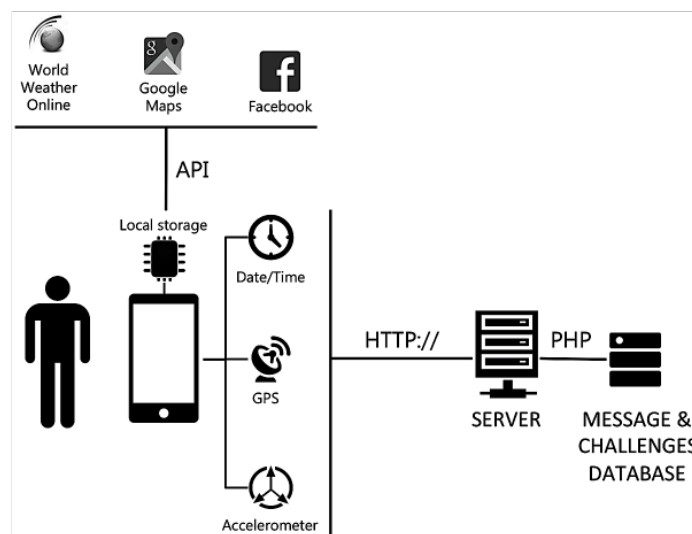 World
Weather
Online
g
Google
Maps
f
Facebook
API
Local storage
Date/Time
GPS
Accelerometer
HTTP://
SERVER
PHP
MESSAGE &
CHALLENGES
DATABASE